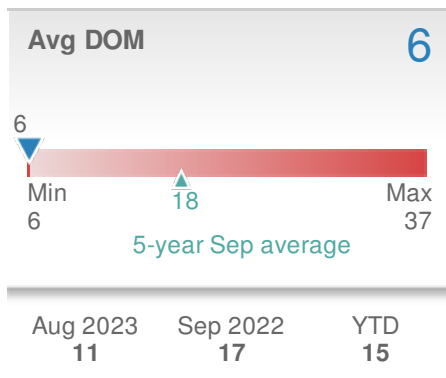 Avg DOM 6
6
Min Max
6 18 37
5-year Sep average
Aug 2023 Sep 2022 YTD
11 17 15